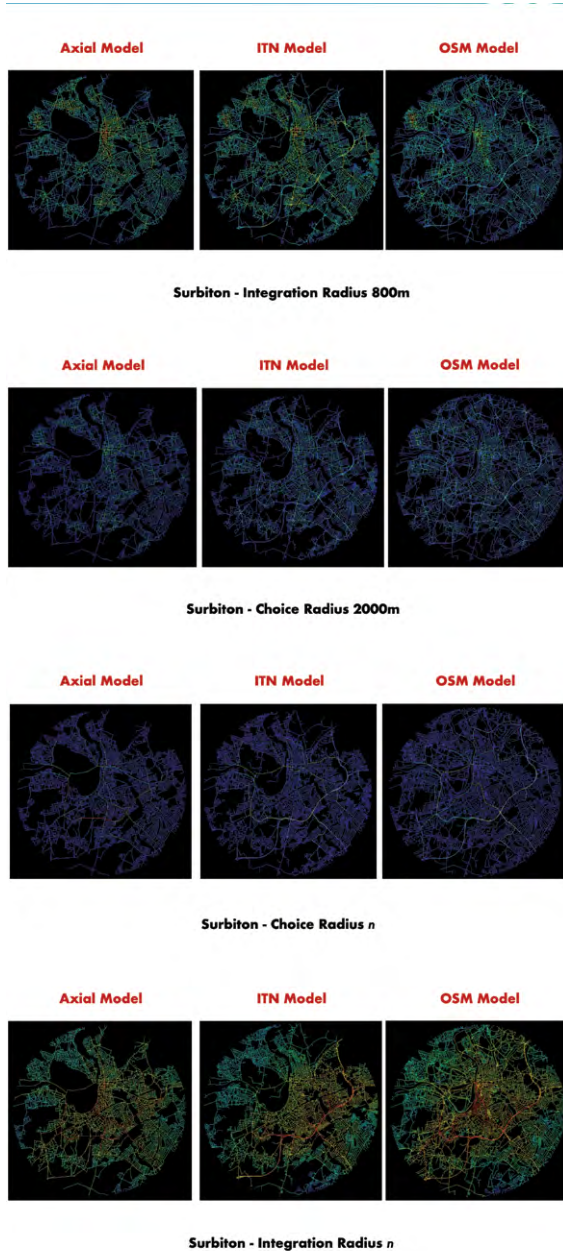 Axial Model ITN Model OSM Model
Surbiton - Integration Radius 800m
Axial Model ITN Model OSM Model
Surbiton - Choice Radius 2000m
Axial Model ITN Model OSM Model
Surbiton - Choice Radius n
Axial Model ITN Model OSM Model
Surbiton - Integration Radius n